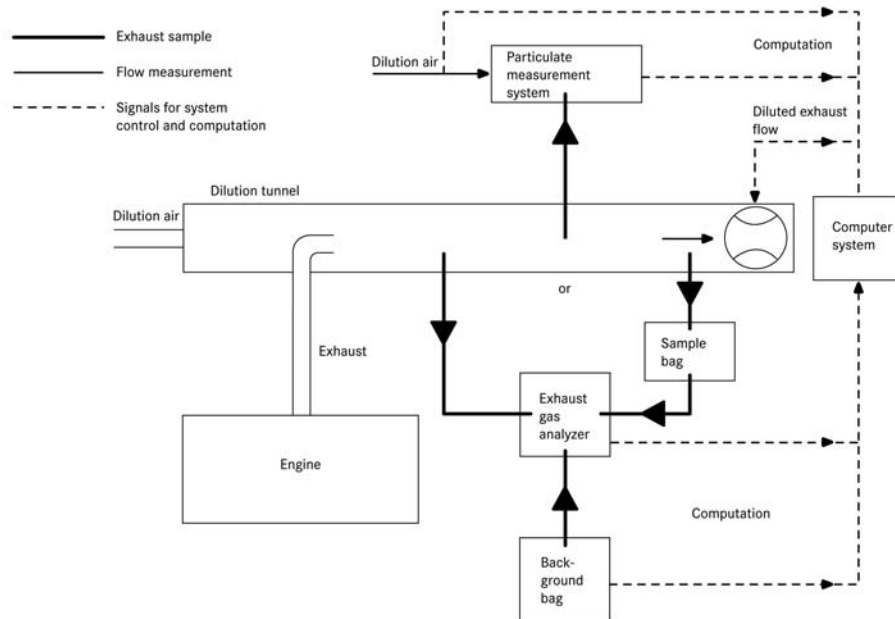 Exhaust sample
Flow measurement
Signals for system
control and computation
Dilution air
Particulate
measurement
system
Computation
Diluted exhaust
flow
Dilution tunnel
Dilution air
Computer
system
or
Exhaust
Sample
bag
Exhaust
gas
analyzer
Engine
Computation
Back-
ground
bag